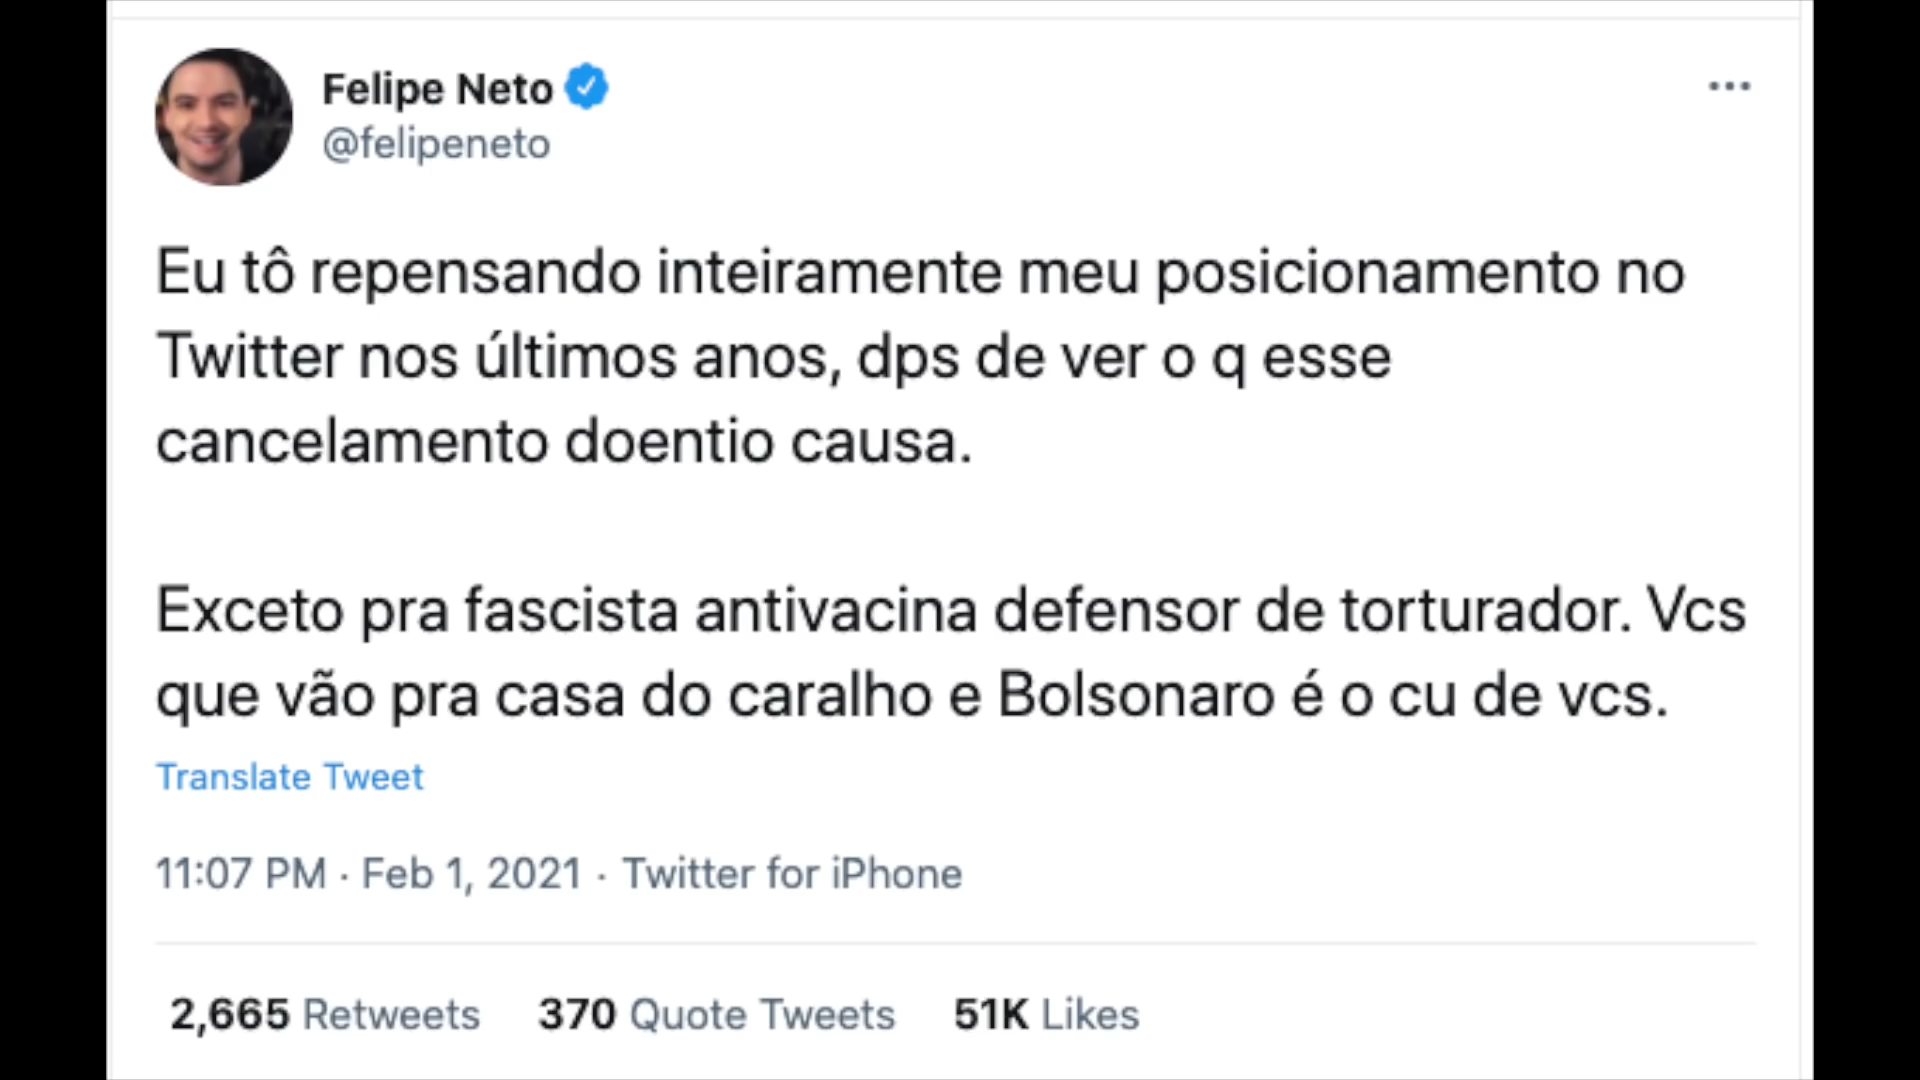 Felipe Neto
@felipeneto
Eu tô repensando inteiramente meu posicionamento no
Twitter nos últimos anos, dps de ver o q esse
cancelamento doentio causa.
Exceto pra fascista antivacina defensor de torturador. Vcs
que vão pra casa do caralho e Bolsonaro é o cu de vcs.
Translate Tweet
11:07 PM · Feb 1, 2021 · Twitter for iPhone
2,665 Retweets 370 Quote Tweets 51K Likes